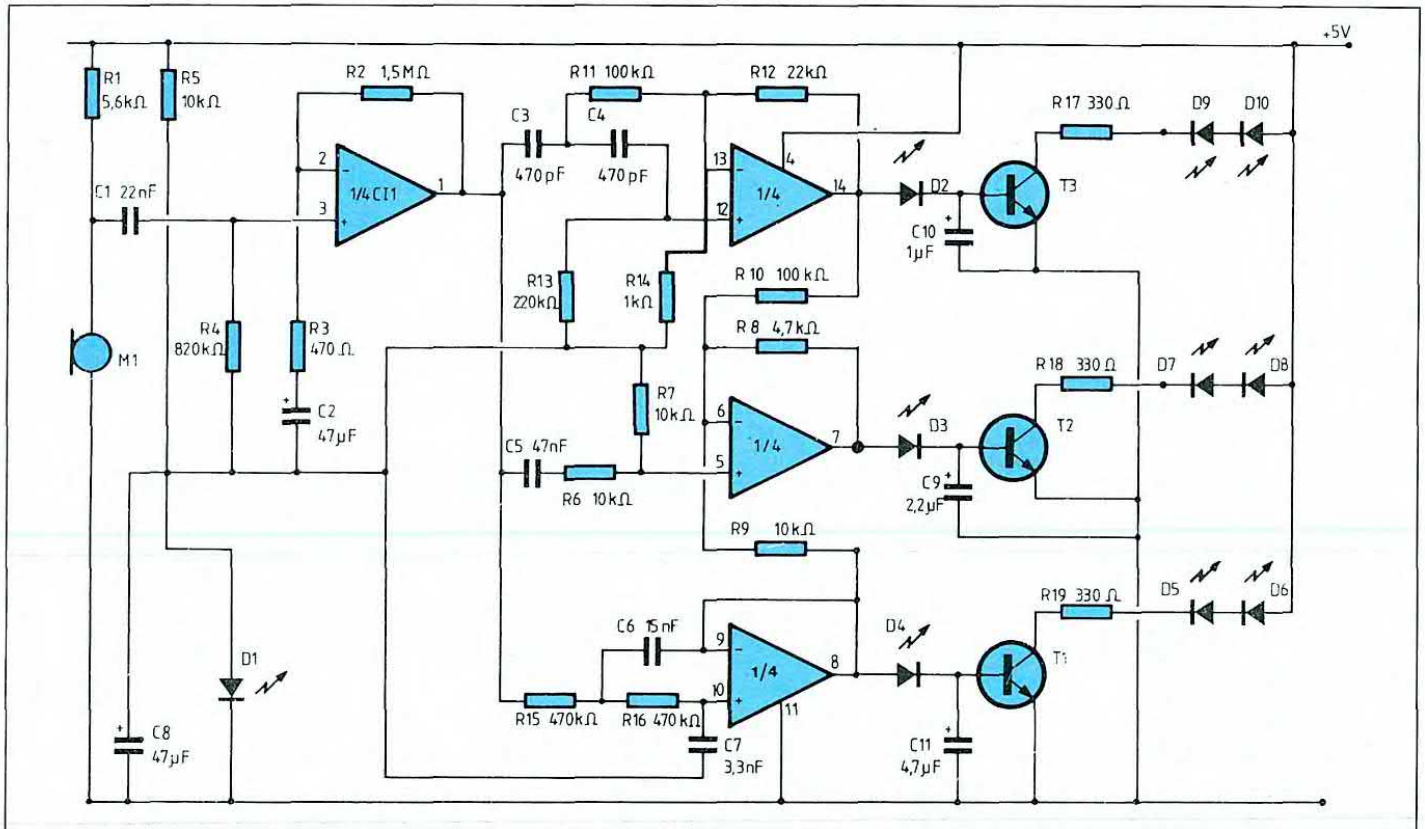 +5V
R1
5,6kΩ
R5
10kΩ
R2 1,5MΩ
R11 100kΩ
R12 22kΩ
R17 330Ω
D9
D10
C3
470pF
C4
470pF
2
3
1/4CI1
1
13
12
1/4
4
14
D2
T3
C1 22nF
C10
1µF
R13
220kΩ
R14
1kΩ
R10 100kΩ
R8 4,7kΩ
R4
820kΩ
R3
470Ω
M1
C2
47µF
R7
10kΩ
R18 330Ω
D7
D8
6
5
1/4
7
D3
T2
C5 47nF
R6 10kΩ
C9
2,2µF
R9 10kΩ
R19 330Ω
D5
D6
C6 15nF
9
10
1/4
8
11
D4
T1
D1
R15 470kΩ
R16 470kΩ
C7
3,3nF
C8
47µF
C11
4,7µF
+
-
+
-
+
-
+
-
+
+
+
+
+